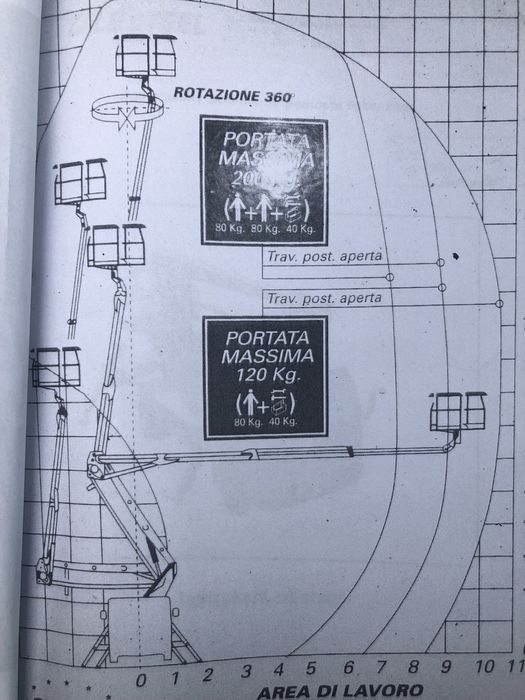 ROTAZIONE 360°
PORTATA
MASSIMA
200 Kg.
(++)
80 Kg. 80 Kg. 40 Kg.
Trav. post. aperta
Trav. post. aperta
PORTATA
MASSIMA
120 Kg.
(+)
80 Kg. 40 Kg.
0 1 2 3 4 5 6 7 8 9 10 11
AREA DI LAVORO